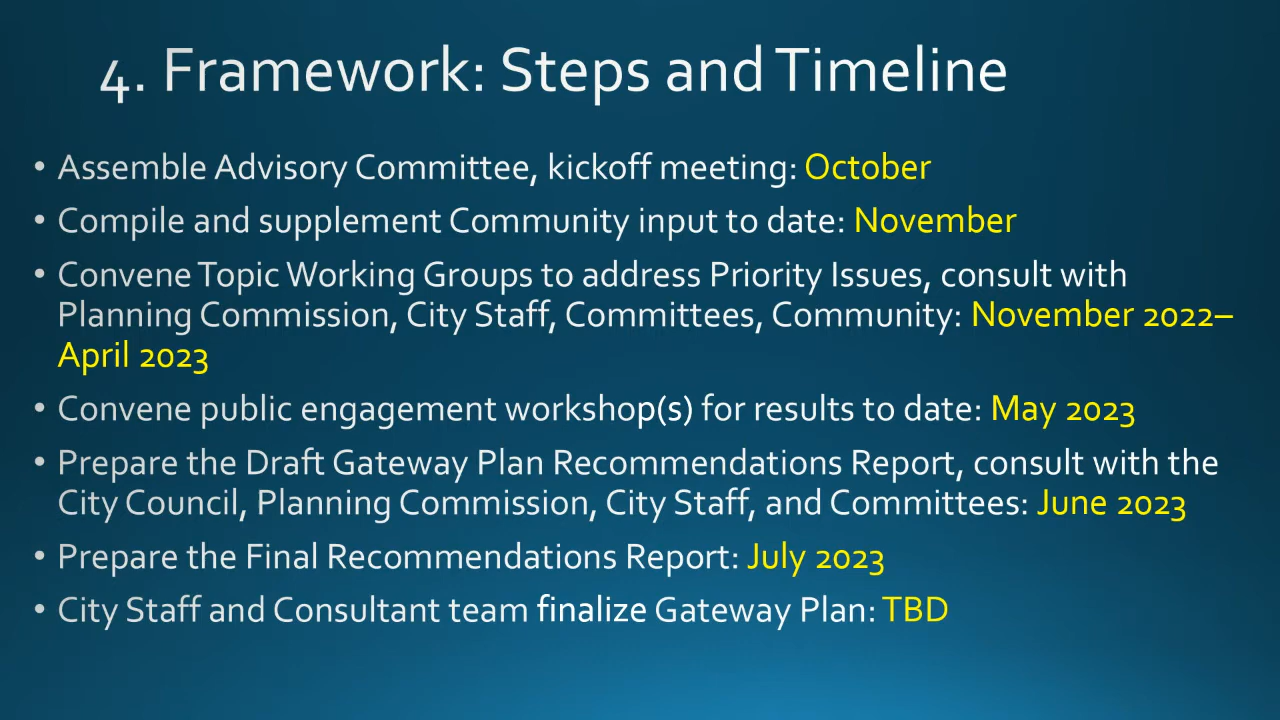 4. Framework: Steps and Timeline
• Assemble Advisory Committee, kickoff meeting: October
• Compile and supplement Community input to date: November
• Convene Topic Working Groups to address Priority Issues, consult with
Planning Commission, City Staff, Committees, Community: November 2022–
April 2023
• Convene public engagement workshop(s) for results to date: May 2023
• Prepare the Draft Gateway Plan Recommendations Report, consult with the
City Council, Planning Commission, City Staff, and Committees: June 2023
• Prepare the Final Recommendations Report: July 2023
• City Staff and Consultant team finalize Gateway Plan: TBD